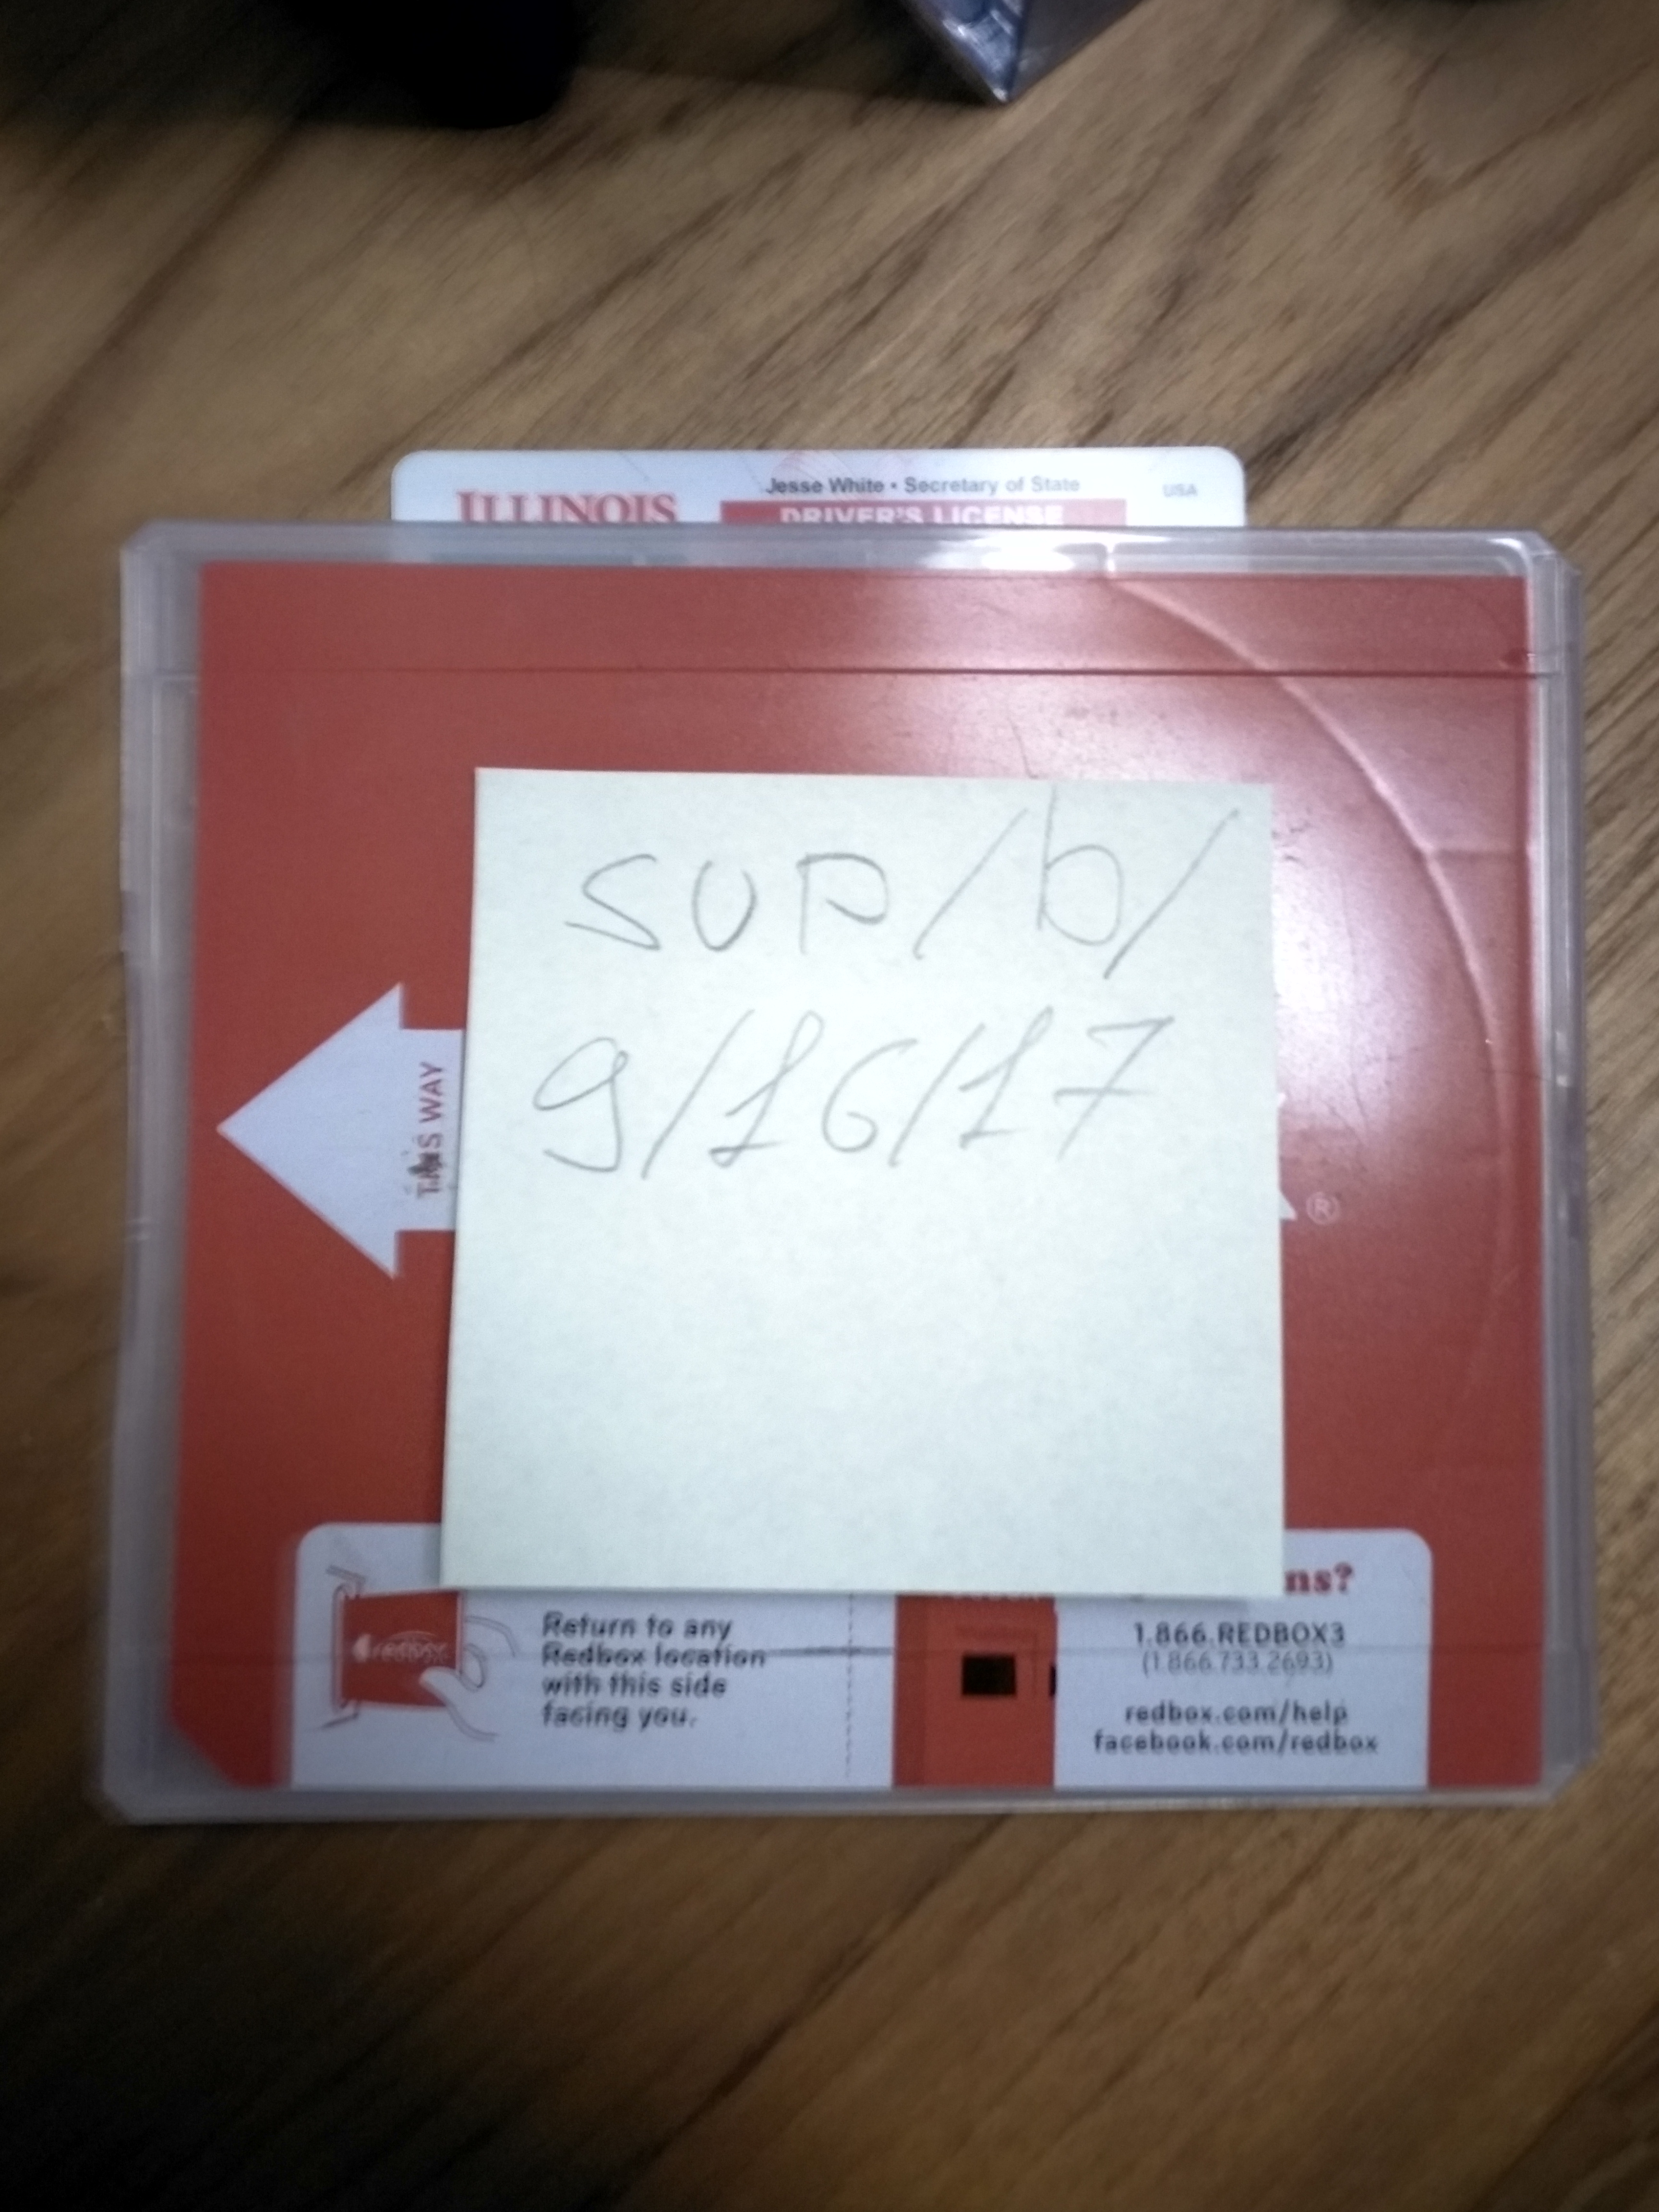 ILLINOIS
Jesse White • Secretary of State
USA
DRIVER'S LICENSE
SUP/b/
9/16/17
THIS WAY
®
redbox
Return to any
Redbox location
with this side
facing you.
1.866.REDBOX3
(1.866.733.2693)
redbox.com/help
facebook.com/redbox